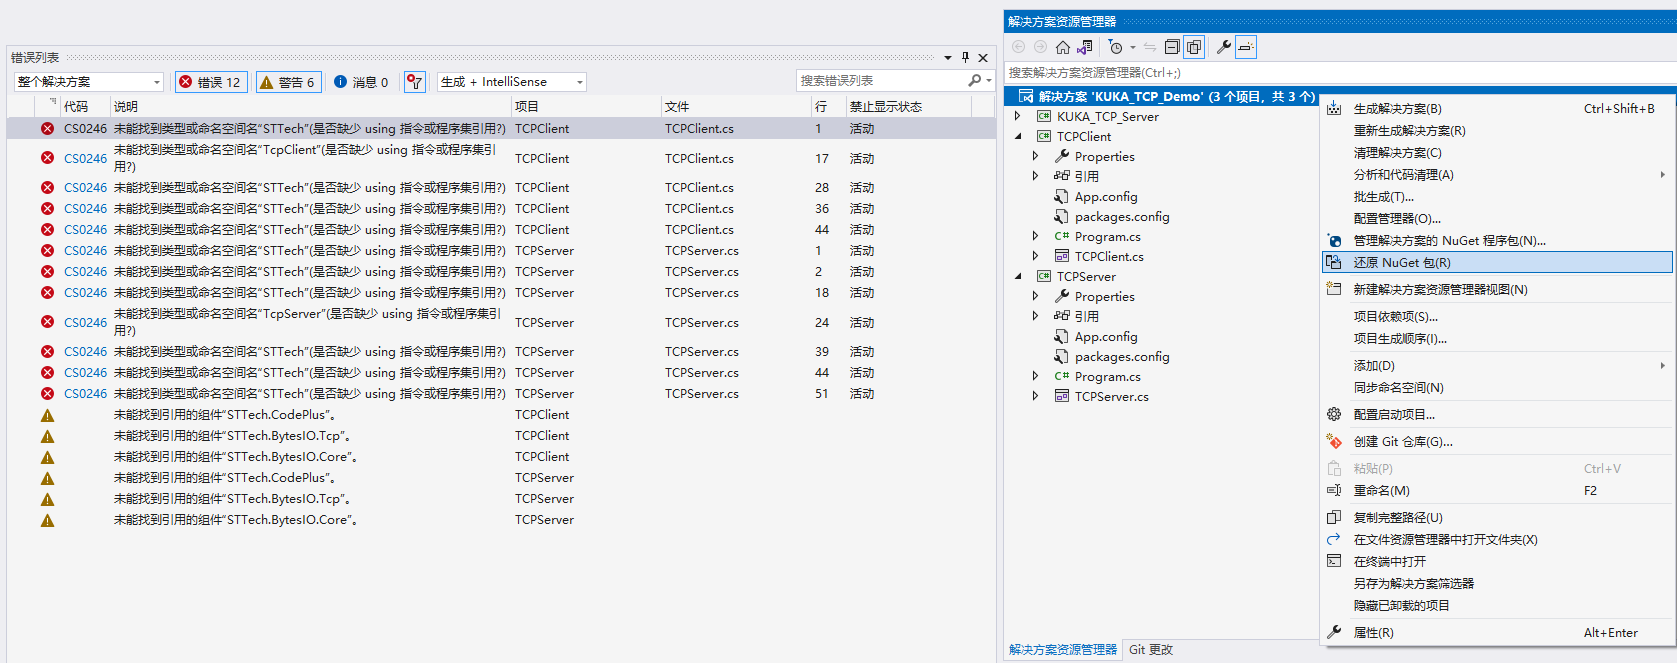 错误列表
整个解决方案
错误 12
警告 6
消息 0
生成 + IntelliSense
搜索错误列表
代码 说明 项目 文件 行 禁止显示状态
CS0246 未能找到类型或命名空间名“STTech”(是否缺少 using 指令或程序集引用?) TCPClient TCPClient.cs 1 活动
CS0246 未能找到类型或命名空间名“TcpClient”(是否缺少 using 指令或程序集引
用?) TCPClient TCPClient.cs 17 活动
CS0246 未能找到类型或命名空间名“STTech”(是否缺少 using 指令或程序集引用?) TCPClient TCPClient.cs 28 活动
CS0246 未能找到类型或命名空间名“STTech”(是否缺少 using 指令或程序集引用?) TCPClient TCPClient.cs 36 活动
CS0246 未能找到类型或命名空间名“STTech”(是否缺少 using 指令或程序集引用?) TCPClient TCPClient.cs 44 活动
CS0246 未能找到类型或命名空间名“STTech”(是否缺少 using 指令或程序集引用?) TCPServer TCPServer.cs 1 活动
CS0246 未能找到类型或命名空间名“STTech”(是否缺少 using 指令或程序集引用?) TCPServer TCPServer.cs 2 活动
CS0246 未能找到类型或命名空间名“STTech”(是否缺少 using 指令或程序集引用?) TCPServer TCPServer.cs 18 活动
CS0246 未能找到类型或命名空间名“TcpServer”(是否缺少 using 指令或程序集引
用?) TCPServer TCPServer.cs 24 活动
CS0246 未能找到类型或命名空间名“STTech”(是否缺少 using 指令或程序集引用?) TCPServer TCPServer.cs 39 活动
CS0246 未能找到类型或命名空间名“STTech”(是否缺少 using 指令或程序集引用?) TCPServer TCPServer.cs 44 活动
CS0246 未能找到类型或命名空间名“STTech”(是否缺少 using 指令或程序集引用?) TCPServer TCPServer.cs 51 活动
未能找到引用的组件“STTech.CodePlus”。 TCPClient
未能找到引用的组件“STTech.BytesIO.Tcp”。 TCPClient
未能找到引用的组件“STTech.BytesIO.Core”。 TCPClient
未能找到引用的组件“STTech.CodePlus”。 TCPServer
未能找到引用的组件“STTech.BytesIO.Tcp”。 TCPServer
未能找到引用的组件“STTech.BytesIO.Core”。 TCPServer
解决方案资源管理器
搜索解决方案资源管理器(Ctrl+;)
解决方案 'KUKA_TCP_Demo' (3 个项目, 共 3 个)
C# KUKA_TCP_Server
C# TCPClient
Properties
引用
App.config
packages.config
C# Program.cs
TCPClient.cs
C# TCPServer
Properties
引用
App.config
packages.config
C# Program.cs
TCPServer.cs
解决方案资源管理器
Git 更改
生成解决方案(B) Ctrl+Shift+B
重新生成解决方案(R)
清理解决方案(C)
分析和代码清理(A)
批生成(T)...
配置管理器(O)...
管理解决方案的 NuGet 程序包(N)...
还原 NuGet 包(R)
新建解决方案资源管理器视图(N)
项目依赖项(S)...
项目生成顺序(I)...
添加(D)
同步命名空间(N)
配置启动项目...
创建 Git 仓库(G)...
粘贴(P) Ctrl+V
重命名(M) F2
复制完整路径(U)
在文件资源管理器中打开文件夹(X)
在终端中打开
另存为解决方案筛选器
隐藏已卸载的项目
属性(R) Alt+Enter